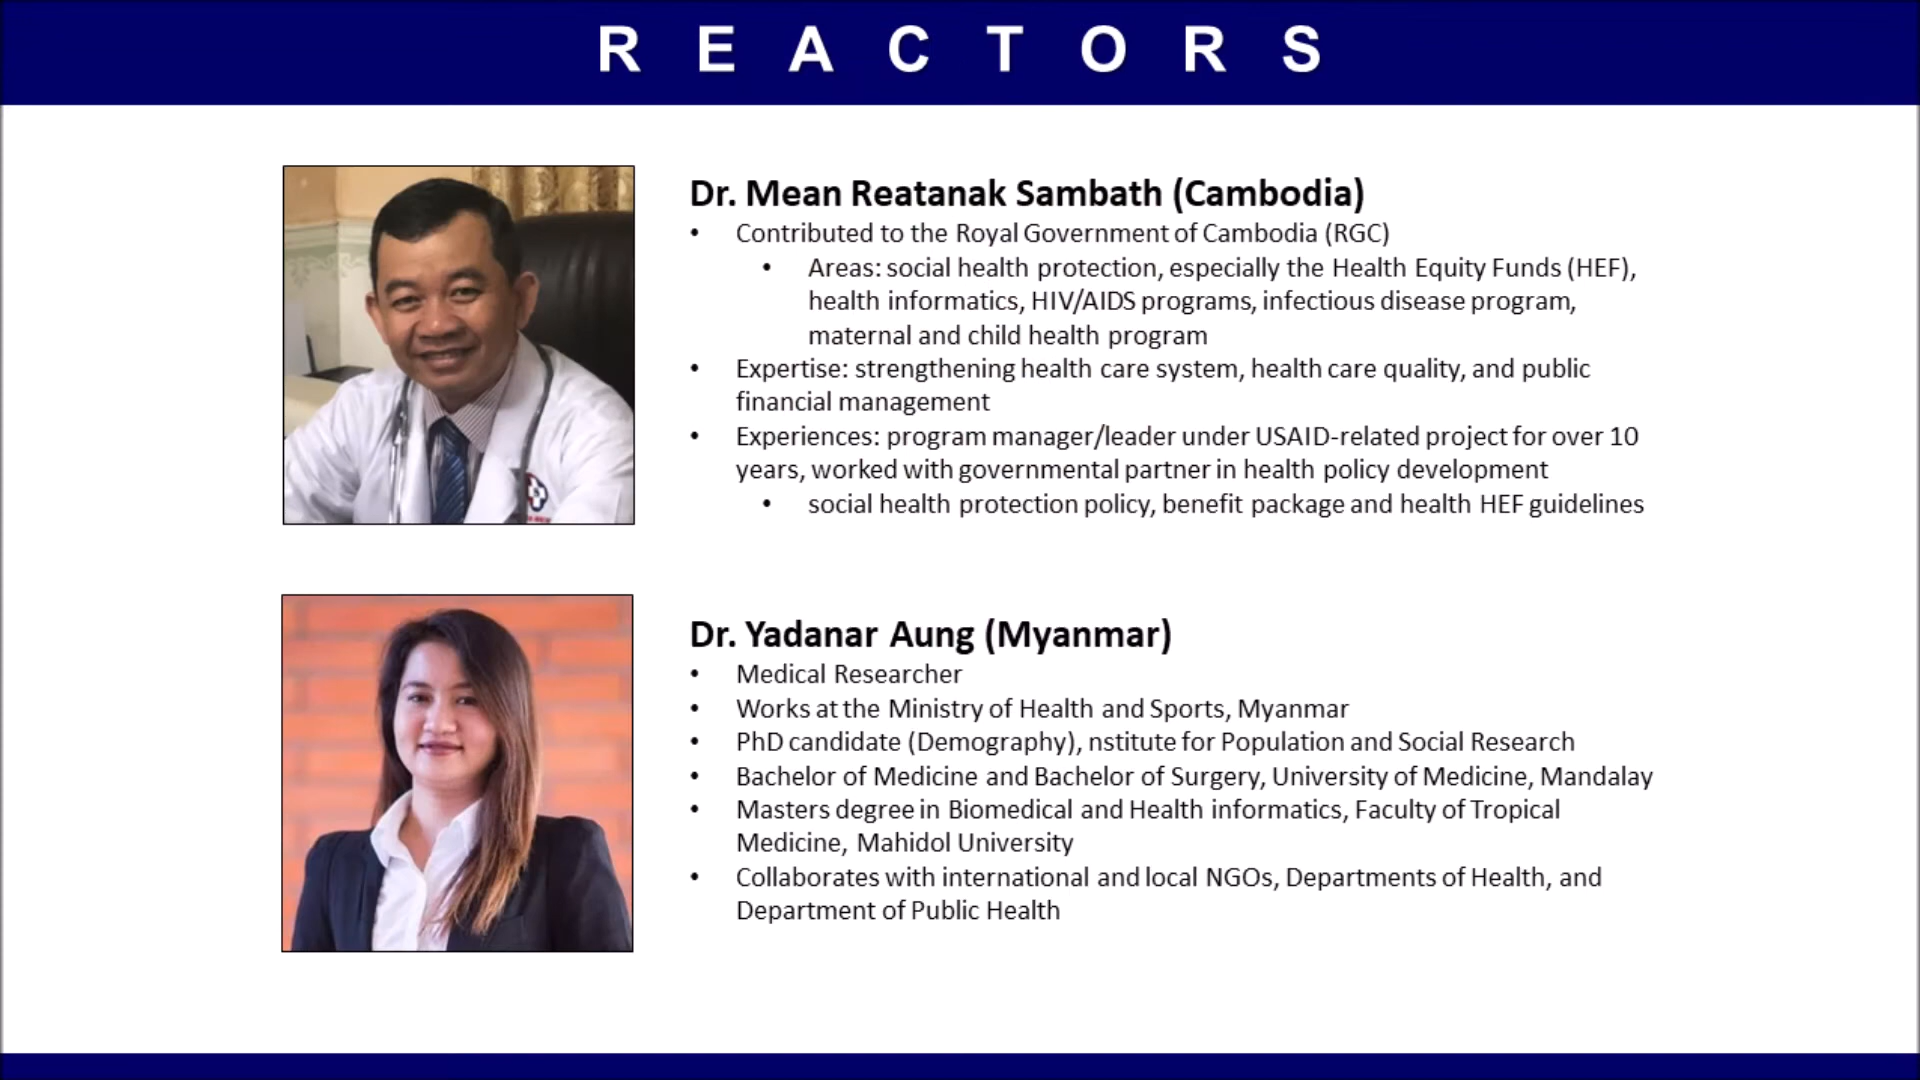 R E A C T O R S
Dr. Mean Reatanak Sambath (Cambodia)
• Contributed to the Royal Government of Cambodia (RGC)
• Areas: social health protection, especially the Health Equity Funds (HEF),
health informatics, HIV/AIDS programs, infectious disease program,
maternal and child health program
• Expertise: strengthening health care system, health care quality, and public
financial management
• Experiences: program manager/leader under USAID-related project for over 10
years, worked with governmental partner in health policy development
• social health protection policy, benefit package and health HEF guidelines
Dr. Yadanar Aung (Myanmar)
• Medical Researcher
• Works at the Ministry of Health and Sports, Myanmar
• PhD candidate (Demography), nstitute for Population and Social Research
• Bachelor of Medicine and Bachelor of Surgery, University of Medicine, Mandalay
• Masters degree in Biomedical and Health informatics, Faculty of Tropical
Medicine, Mahidol University
• Collaborates with international and local NGOs, Departments of Health, and
Department of Public Health